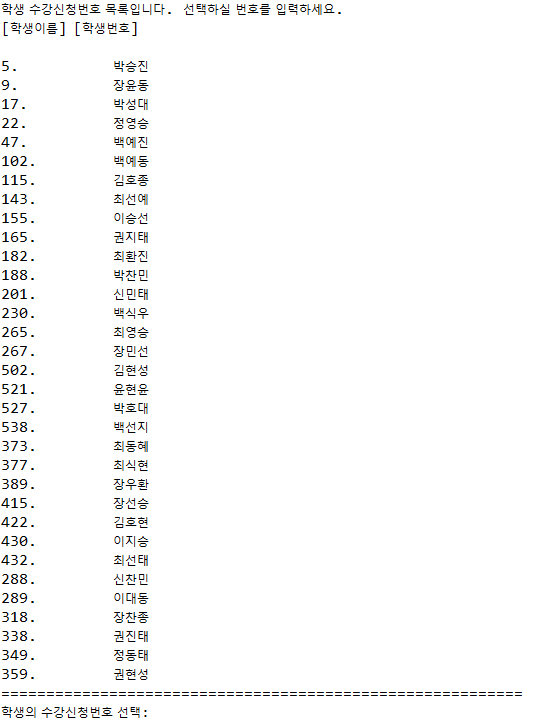 학생 수강신청번호 목록입니다. 선택하실 번호를 입력하세요.
[학생이름] [학생번호]
5. 박승진
9. 장윤동
17. 박성대
22. 정영승
47. 백예진
102. 백예동
115. 김호종
143. 최선예
155. 이승선
165. 권지태
182. 최환진
188. 박찬민
201. 신민태
230. 백식우
265. 최영승
267. 장민선
502. 김현성
521. 윤현윤
527. 박호대
538. 백선지
373. 최동혜
377. 최식현
389. 장우환
415. 장선승
422. 김호현
430. 이지승
432. 최선태
288. 신찬민
289. 이대동
318. 장찬종
338. 권진태
349. 정동태
359. 권현성
==========================================================
학생의 수강신청번호 선택: